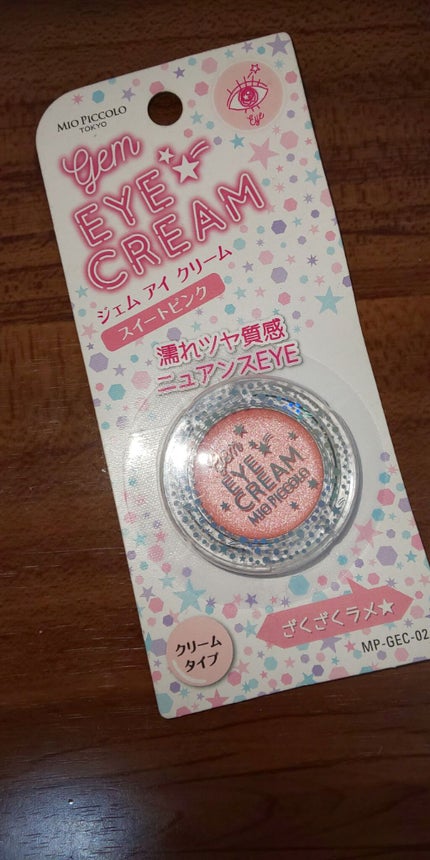 MIO PICCOLO
TOKYO
Eye
Gem
EYE
CREAM
ジェム アイ クリーム
スイートピンク
濡れツヤ質感
ニュアンスEYE
Gem
EYE
CREAM
MIO PICCOLO
ざくざくラメ★
クリーム
タイプ
MP-GEC-02